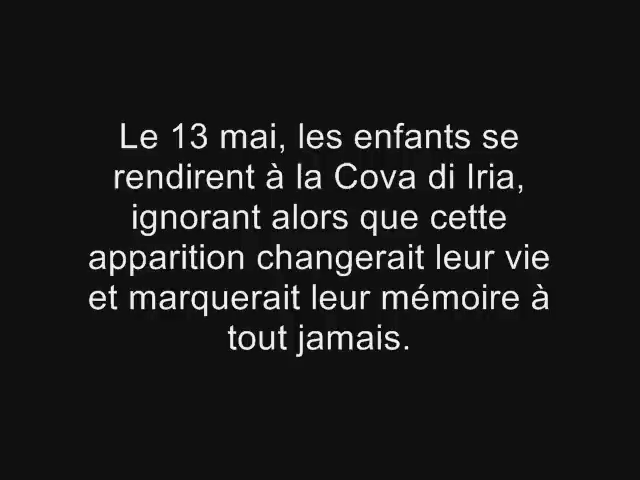 Le 13 mai, les enfants se
rendirent à la Cova di Iria,
ignorant alors que cette
apparition changerait leur vie
et marquerait leur mémoire à
tout jamais.